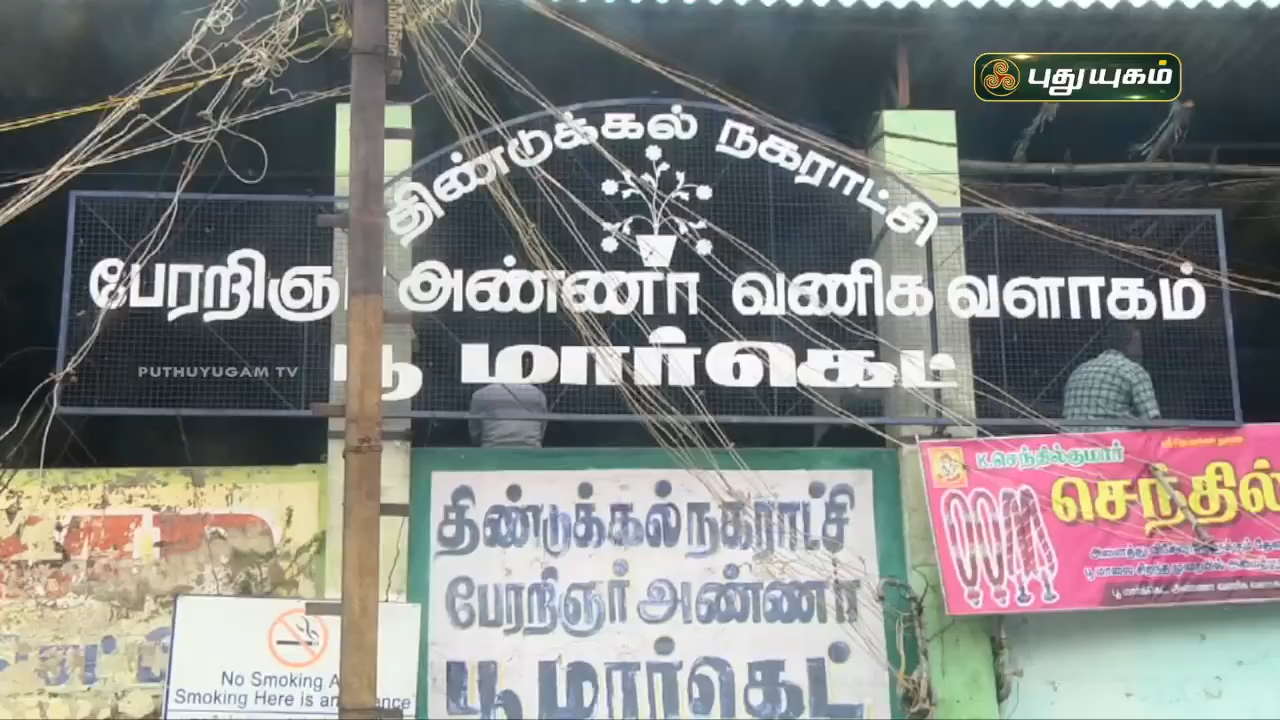 புதுயுகம்
திண்டுக்கல் நகராட்சி
பேரறிஞ அண்ணா வணிக வளாகம்
பூ மார்கெட்
PUTHUYUGAM TV
K.செந்தில்குமார்
செந்தில்
திண்டுக்கல் நகராட்சி
பேரறிஞர் அண்ணா
பூ மார்கெட்
No Smoking A
Smoking Here is an